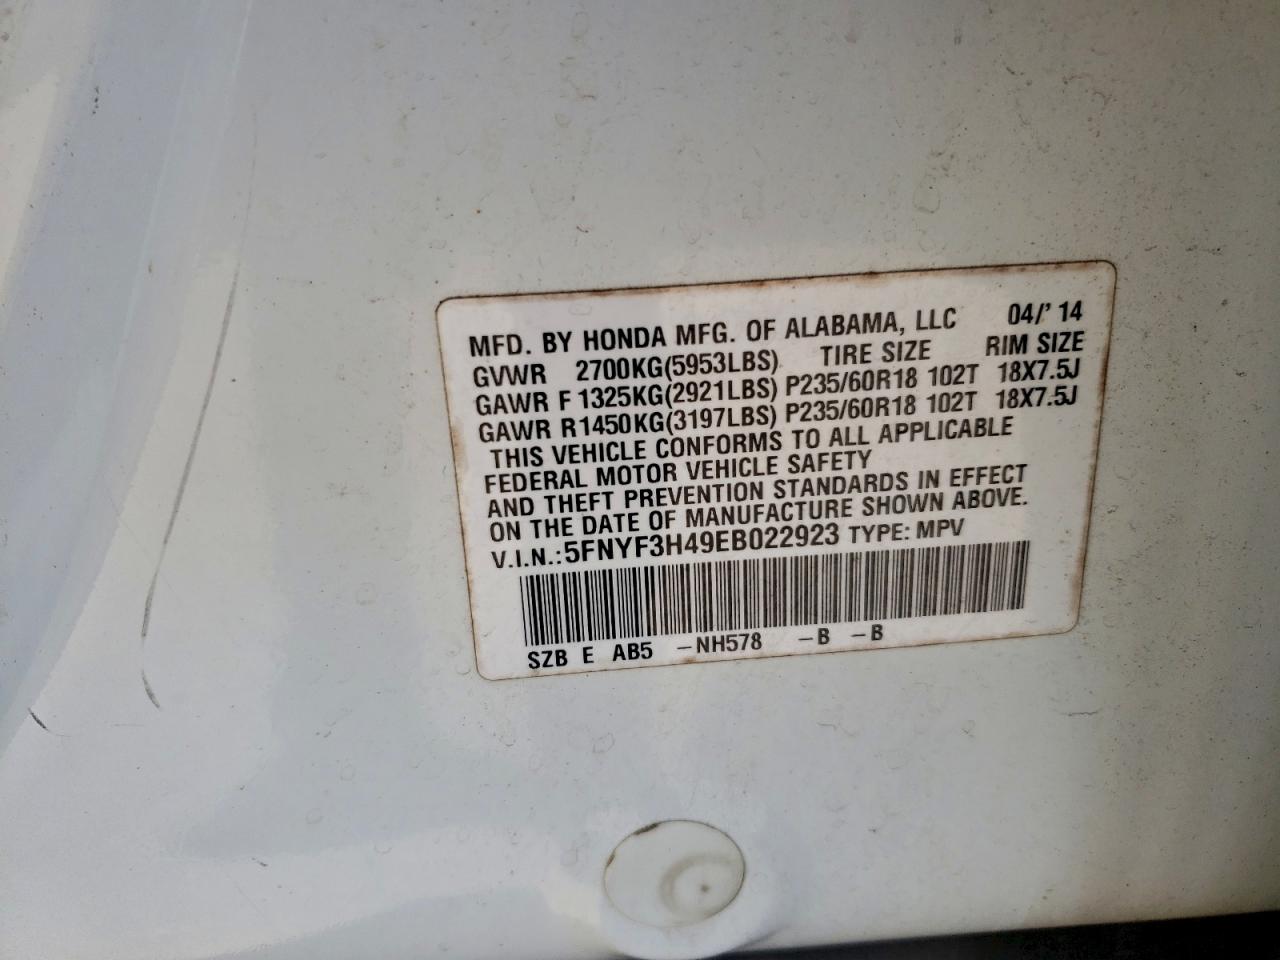 MFD. BY HONDA MFG. OF ALABAMA, LLC 04/'14
GVWR 2700KG(5953LBS) TIRE SIZE RIM SIZE
GAWR F 1325KG(2921LBS) P235/60R18 102T 18X7.5J
GAWR R1450KG(3197LBS) P235/60R18 102T 18X7.5J
THIS VEHICLE CONFORMS TO ALL APPLICABLE
FEDERAL MOTOR VEHICLE SAFETY
AND THEFT PREVENTION STANDARDS IN EFFECT
ON THE DATE OF MANUFACTURE SHOWN ABOVE.
V.I.N.:5FNYF3H49EB022923 TYPE: MPV
SZB E AB5 -NH578 -B -B